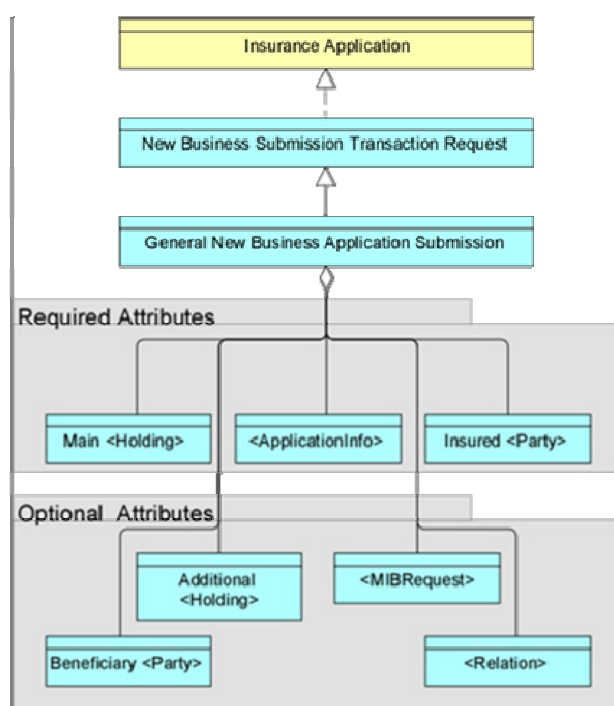 Insurance Application
New Business Submission Transaction Request
General New Business Application Submission
Required Attributes
Main <Holding>
<ApplicationInfo>
Insured <Party>
Optional Attributes
Additional
<Holding>
<MIBRequest>
Beneficiary <Party>
<Relation>